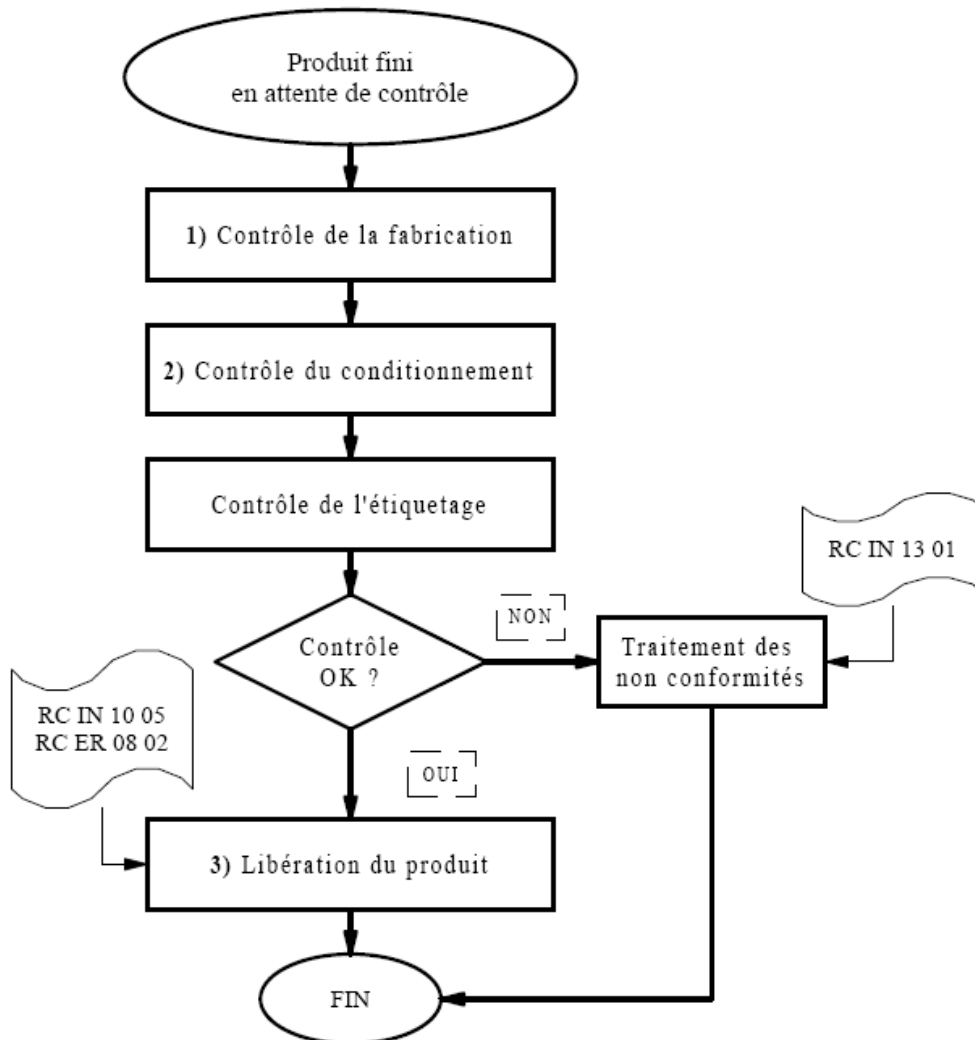 Produit fini
en attente de contrôle
1) Contrôle de la fabrication
2) Contrôle du conditionnement
Contrôle de l'étiquetage
RC IN 13 01
Contrôle
OK ?
NON
Traitement des
non conformités
RC IN 10 05
RC ER 08 02
OUI
3) Libération du produit
FIN